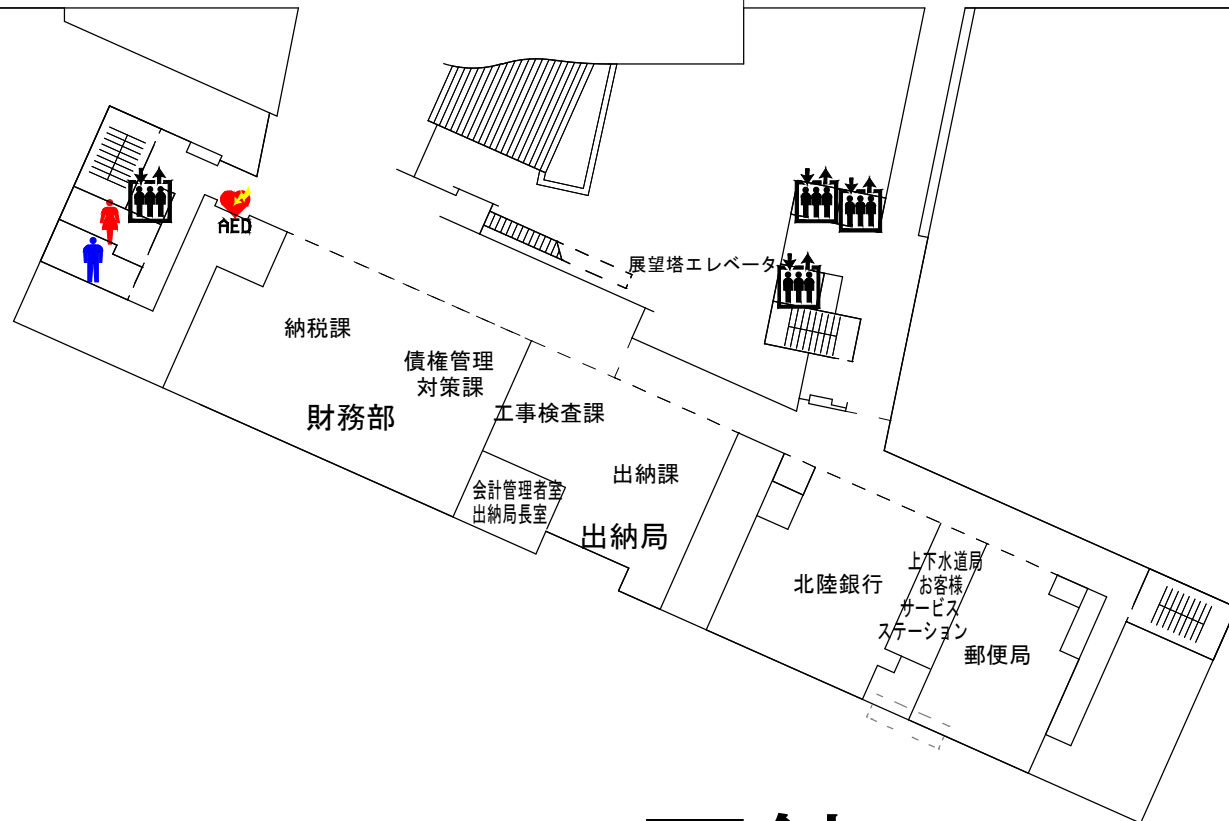 AED
展望塔エレベータ
納税課
債権管理
対策課
財務部
工事検査課
出納課
会計管理者室
出納局長室
出納局
北陸銀行
上下水道局
お客様
サービス
ステーション
郵便局